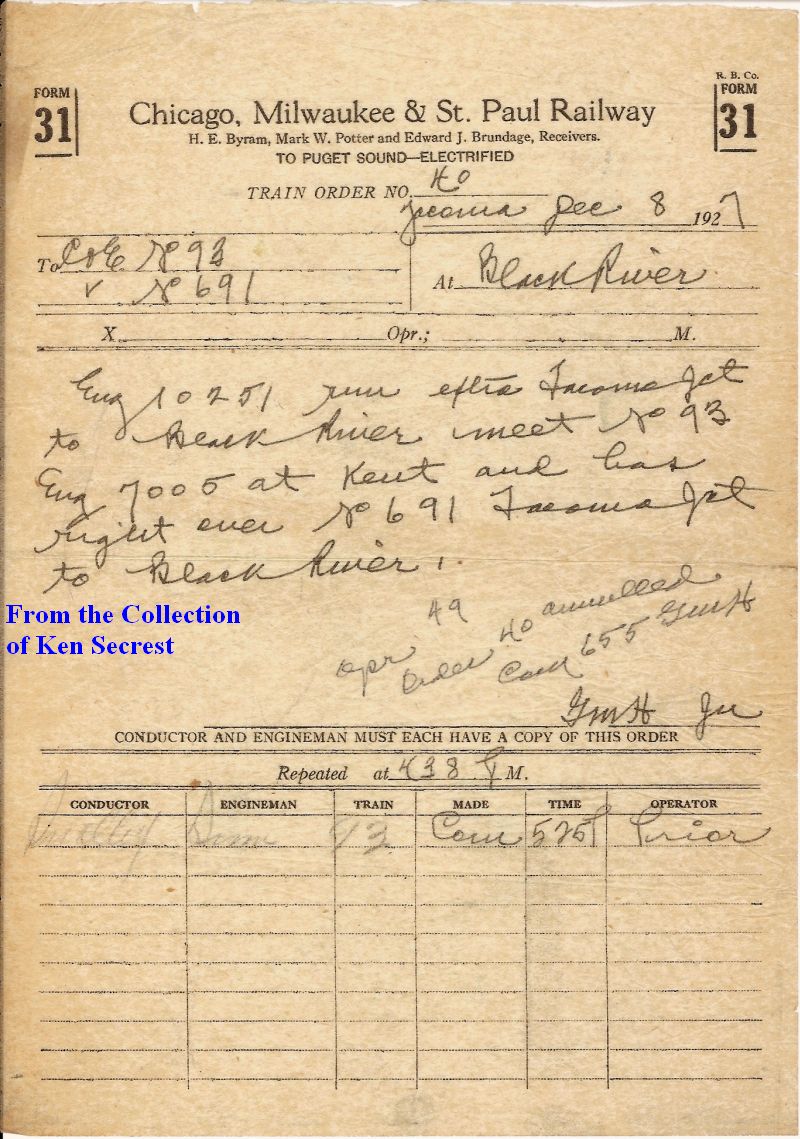 R. B. Co.
FORM 31
FORM 31
Chicago, Milwaukee & St. Paul Railway
H. E. Byram, Mark W. Potter and Edward J. Brundage, Receivers.
TO PUGET SOUND—ELECTRIFIED
TRAIN ORDER NO. 40
Tacoma Dec 8 1927
To C&E No 93 At Black River
No 691
X Opr.; M.
Eng 10251 run extra Tacoma Jct
to Black River meet No 93
Eng 7005 at Kent and has
right over No 691 Tacoma Jct
to Black River.
From the Collection
of Ken Secrest
Opr 49
Order 40 annulled
Com 655 GMH
GMH
CONDUCTOR AND ENGINEMAN MUST EACH HAVE A COPY OF THIS ORDER
Repeated at 438 P M.
CONDUCTOR ENGINEMAN TRAIN MADE TIME OPERATOR
93 Com 525P Prior